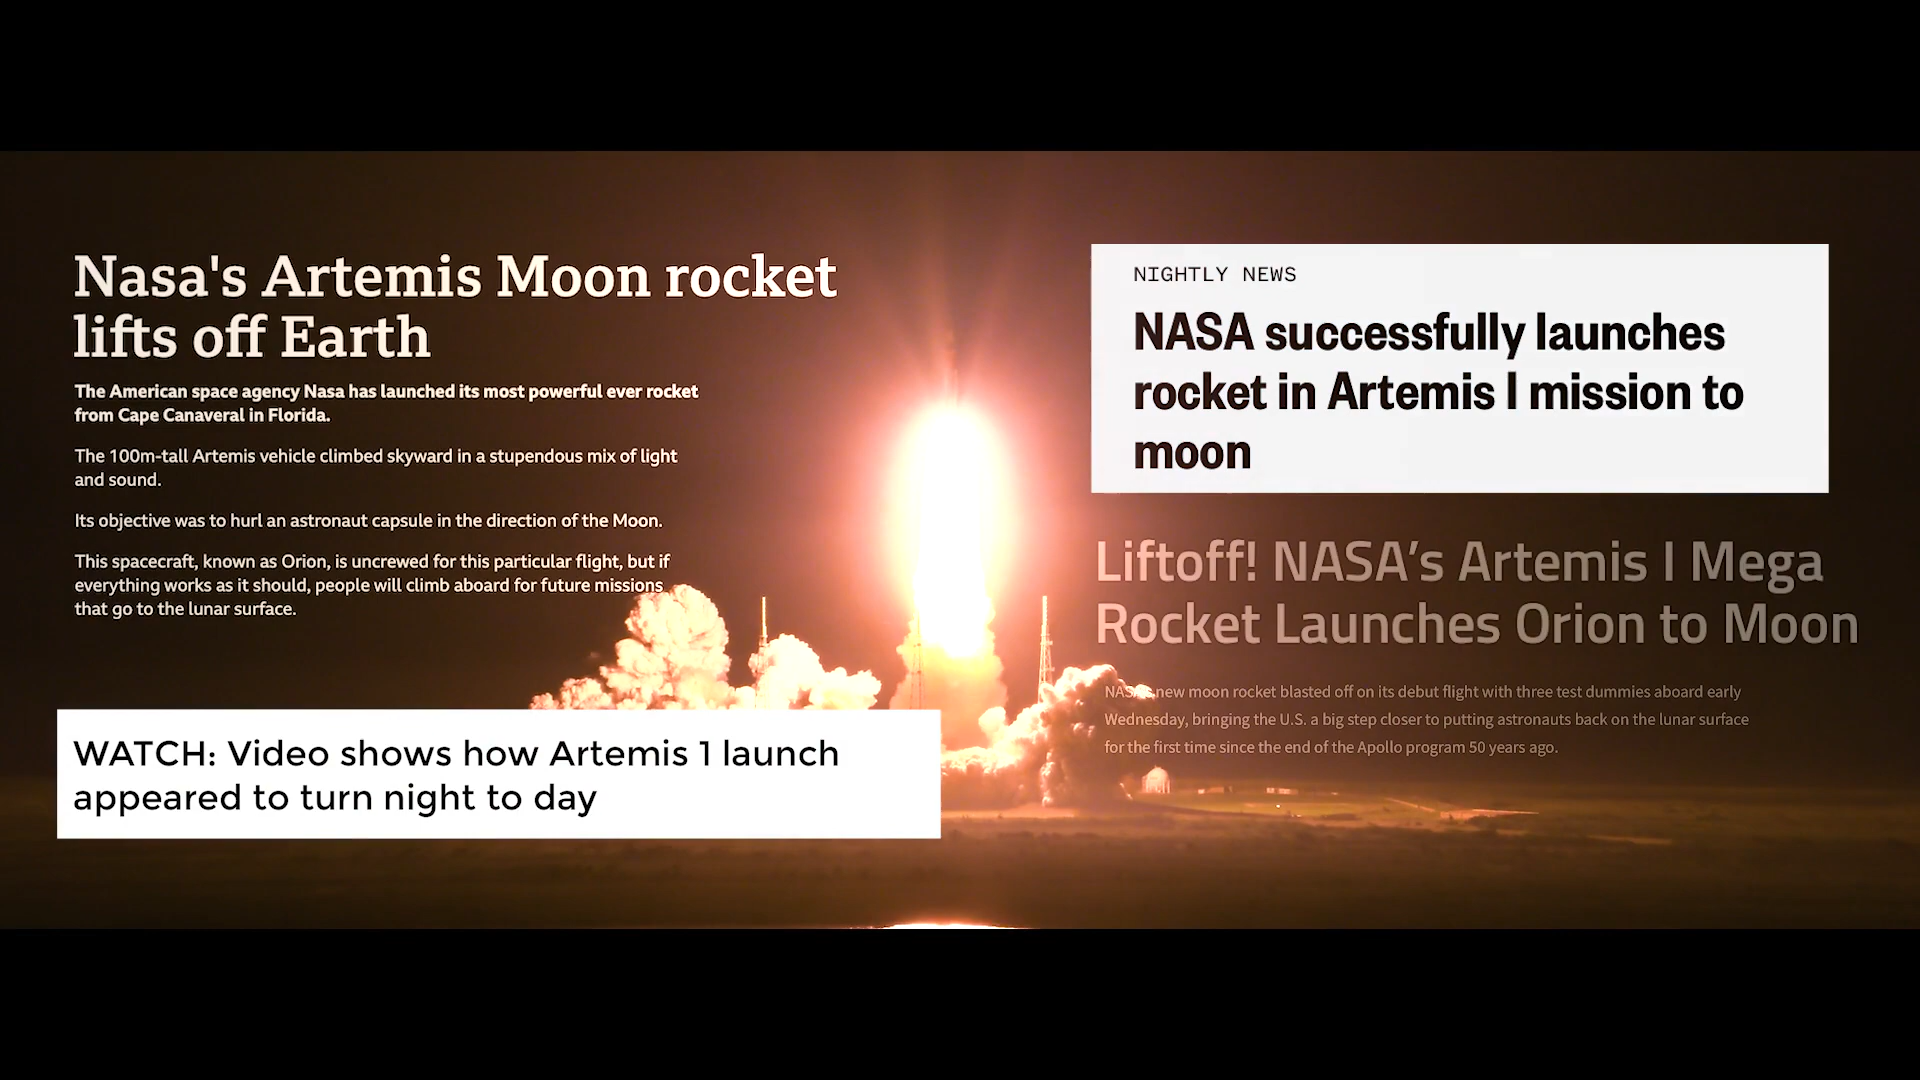 Nasa's Artemis Moon rocket
lifts off Earth
The American space agency Nasa has launched its most powerful ever rocket
from Cape Canaveral in Florida.
The 100m-tall Artemis vehicle climbed skyward in a stupendous mix of light
and sound.
Its objective was to hurl an astronaut capsule in the direction of the Moon.
This spacecraft, known as Orion, is uncrewed for this particular flight, but if
everything works as it should, people will climb aboard for future missions
that go to the lunar surface.
WATCH: Video shows how Artemis 1 launch
appeared to turn night to day
NIGHTLY NEWS
NASA successfully launches
rocket in Artemis I mission to
moon
Liftoff! NASA’s Artemis I Mega
Rocket Launches Orion to Moon
NASA's new moon rocket blasted off on its debut flight with three test dummies aboard early
Wednesday, bringing the U.S. a big step closer to putting astronauts back on the lunar surface
for the first time since the end of the Apollo program 50 years ago.